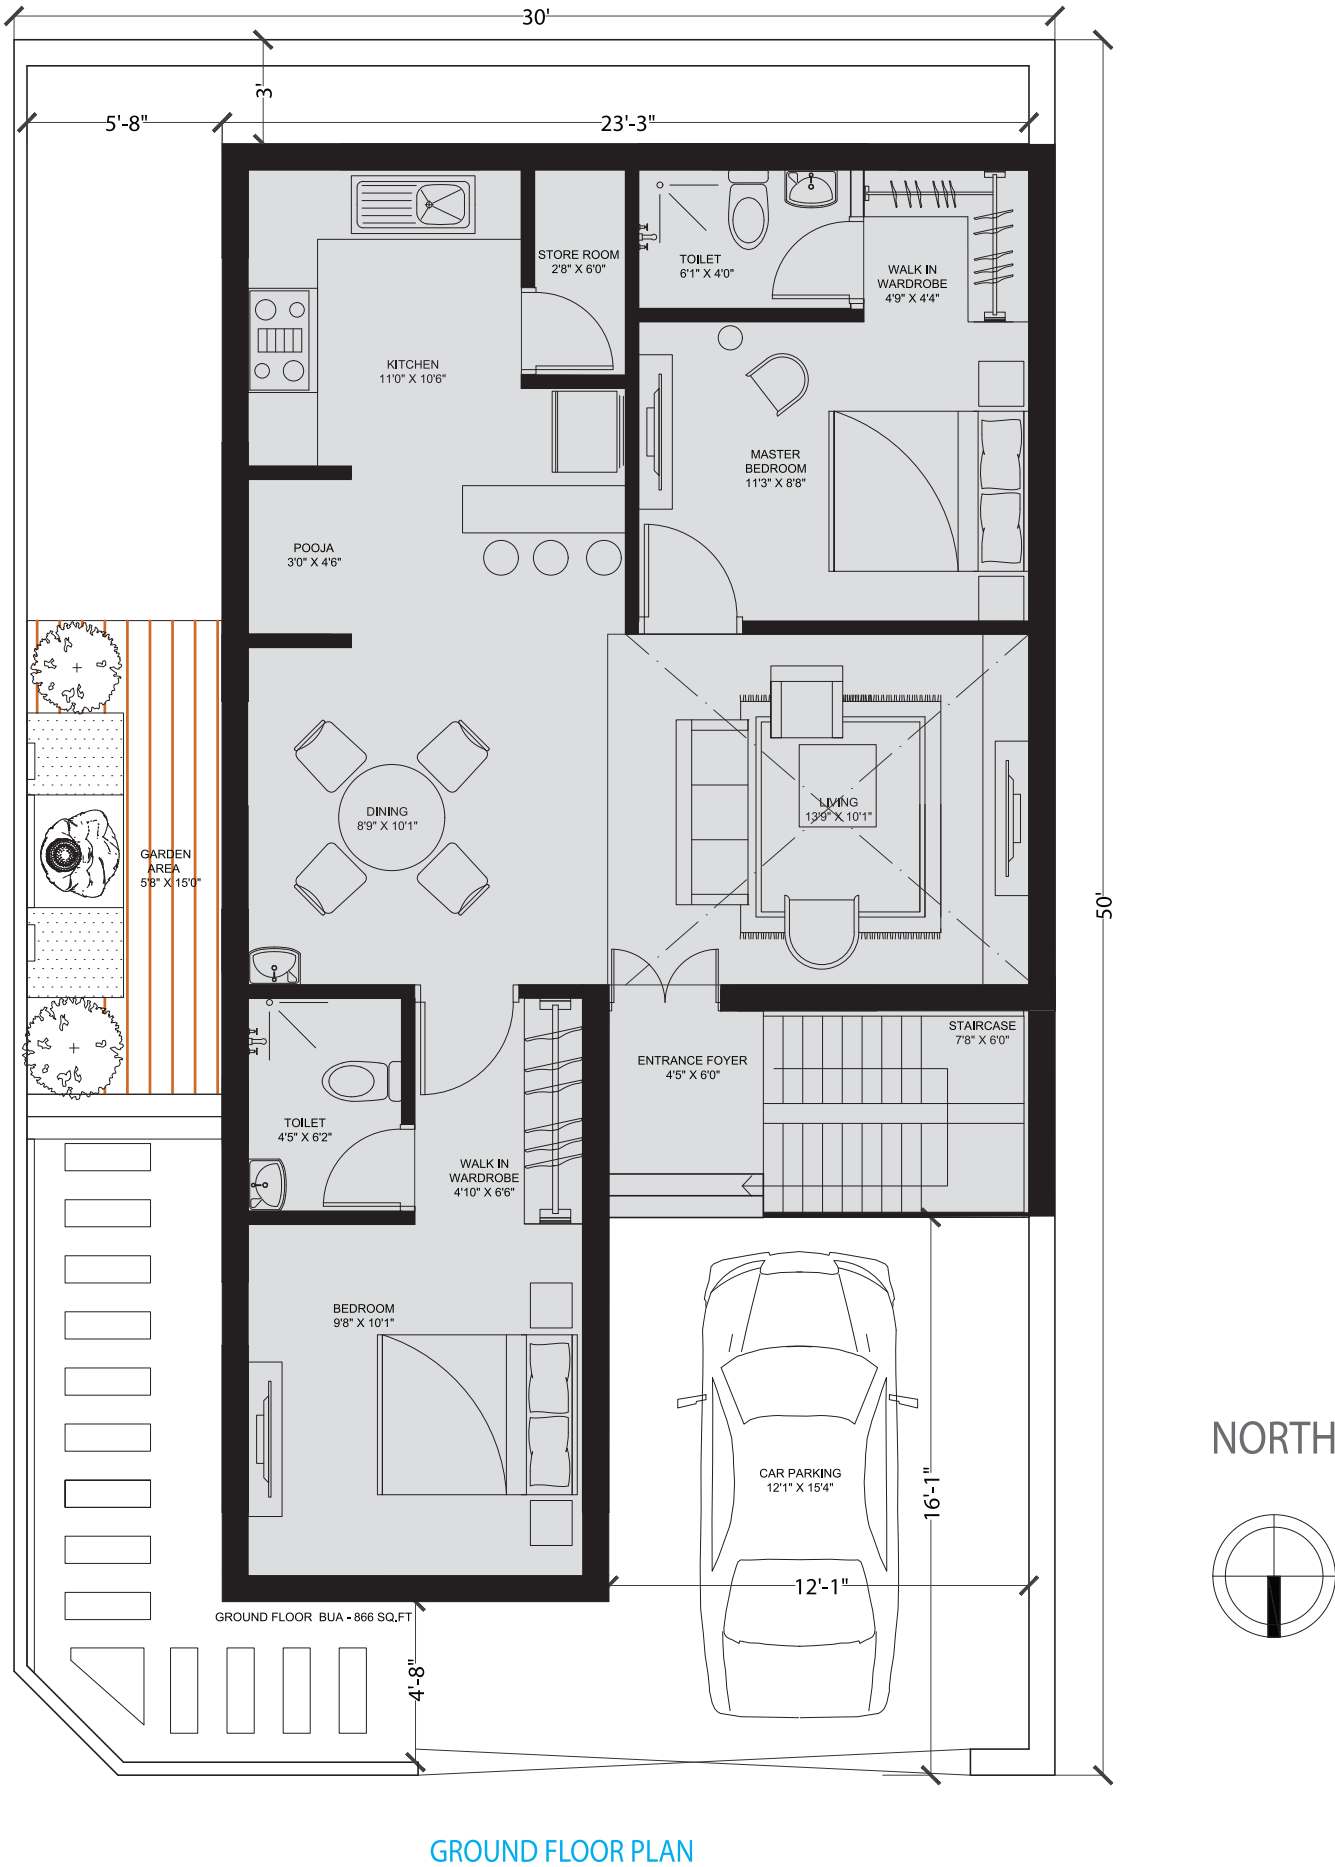 30'
3'
5'-8"
23'-3"
STORE ROOM
2'8" X 6'0"
TOILET
6'1" X 4'0"
WALK IN
WARDROBE
4'9" X 4'4"
KITCHEN
11'0" X 10'6"
MASTER
BEDROOM
11'3" X 8'8"
POOJA
3'0" X 4'6"
DINING
8'9" X 10'1"
LIVING
13'9" X 10'1"
GARDEN
AREA
5'8" X 15'0"
50'
STAIRCASE
7'8" X 6'0"
ENTRANCE FOYER
4'5" X 6'0"
TOILET
4'5" X 6'2"
WALK IN
WARDROBE
4'10" X 6'6"
BEDROOM
9'8" X 10'1"
NORTH
CAR PARKING
12'1" X 15'4"
16'-1"
12'-1"
GROUND FLOOR BUA - 866 SQ.FT
4'-8"
GROUND FLOOR PLAN